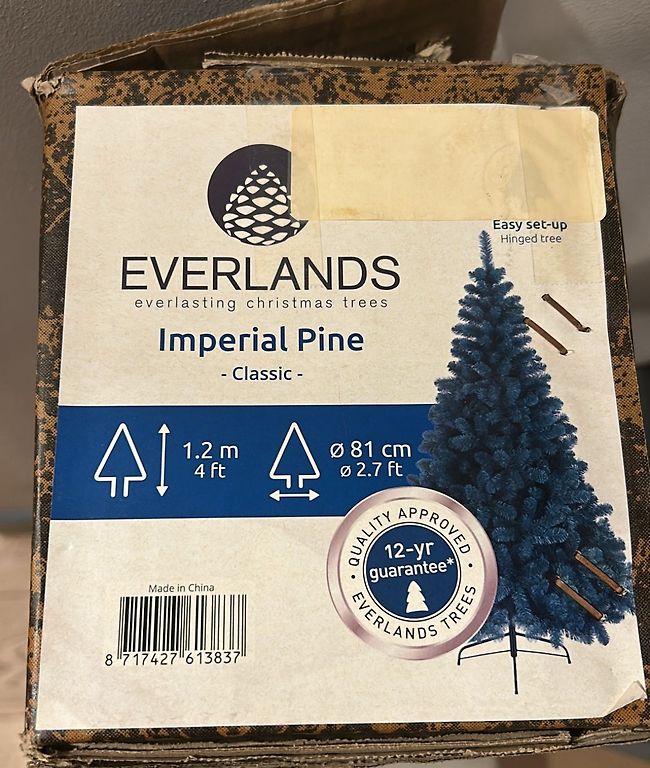 Easy set-up
Hinged tree
EVERLANDS
everlasting christmas trees
Imperial Pine
- Classic -
1.2 m
4 ft
ø 81 cm
ø 2.7 ft
QUALITY APPROVED
12-yr
guarantee*
EVERLANDS TREES
Made in China
8 717427 613837